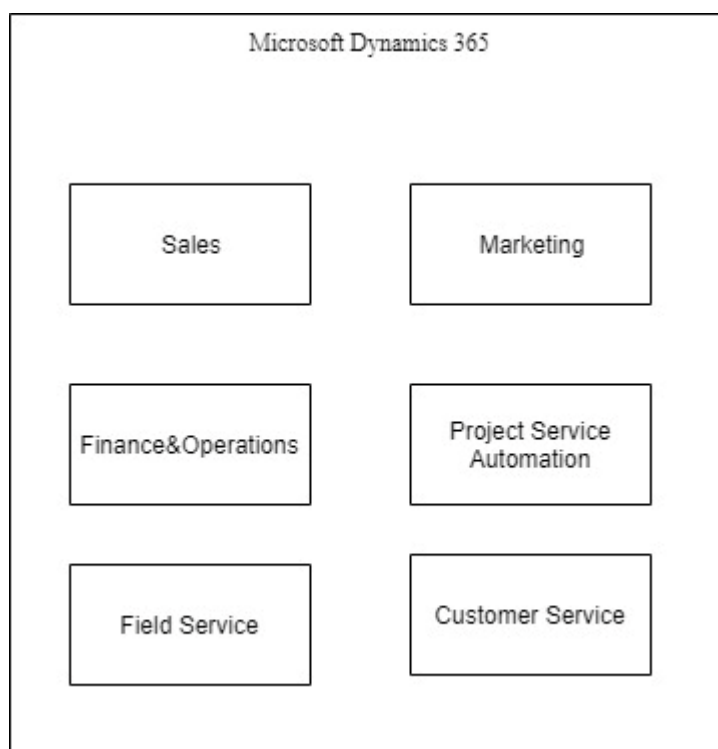 Microsoft Dynamics 365
Sales
Marketing
Finance&Operations
Project Service
Automation
Field Service
Customer Service